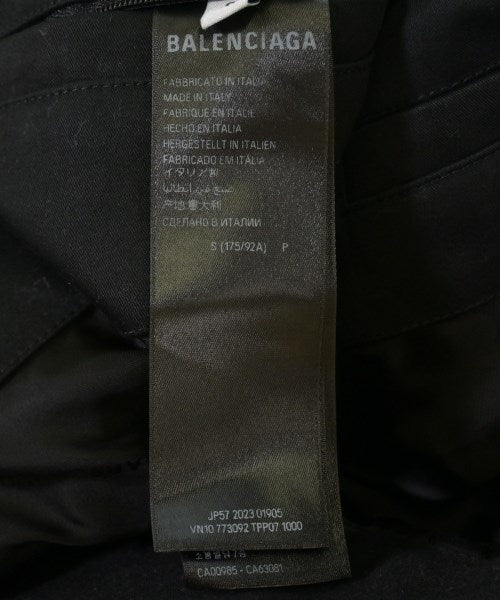 BALENCIAGA
FABBRICATO IN ITALIA
MADE IN ITALY
FABRIQUÉ EN ITALIE
HECHO EN ITALIA
HERGESTELLT IN ITALIEN
FABRICADO EM ITÁLIA
イタリア製
صنع في إيطاليا
产地 意大利
СДЕЛАНО В ИТАЛИИ
S (175/92A) P
JP57 2023 01905
VN10 773092 TPP07 1000
CA00985 - CA63081